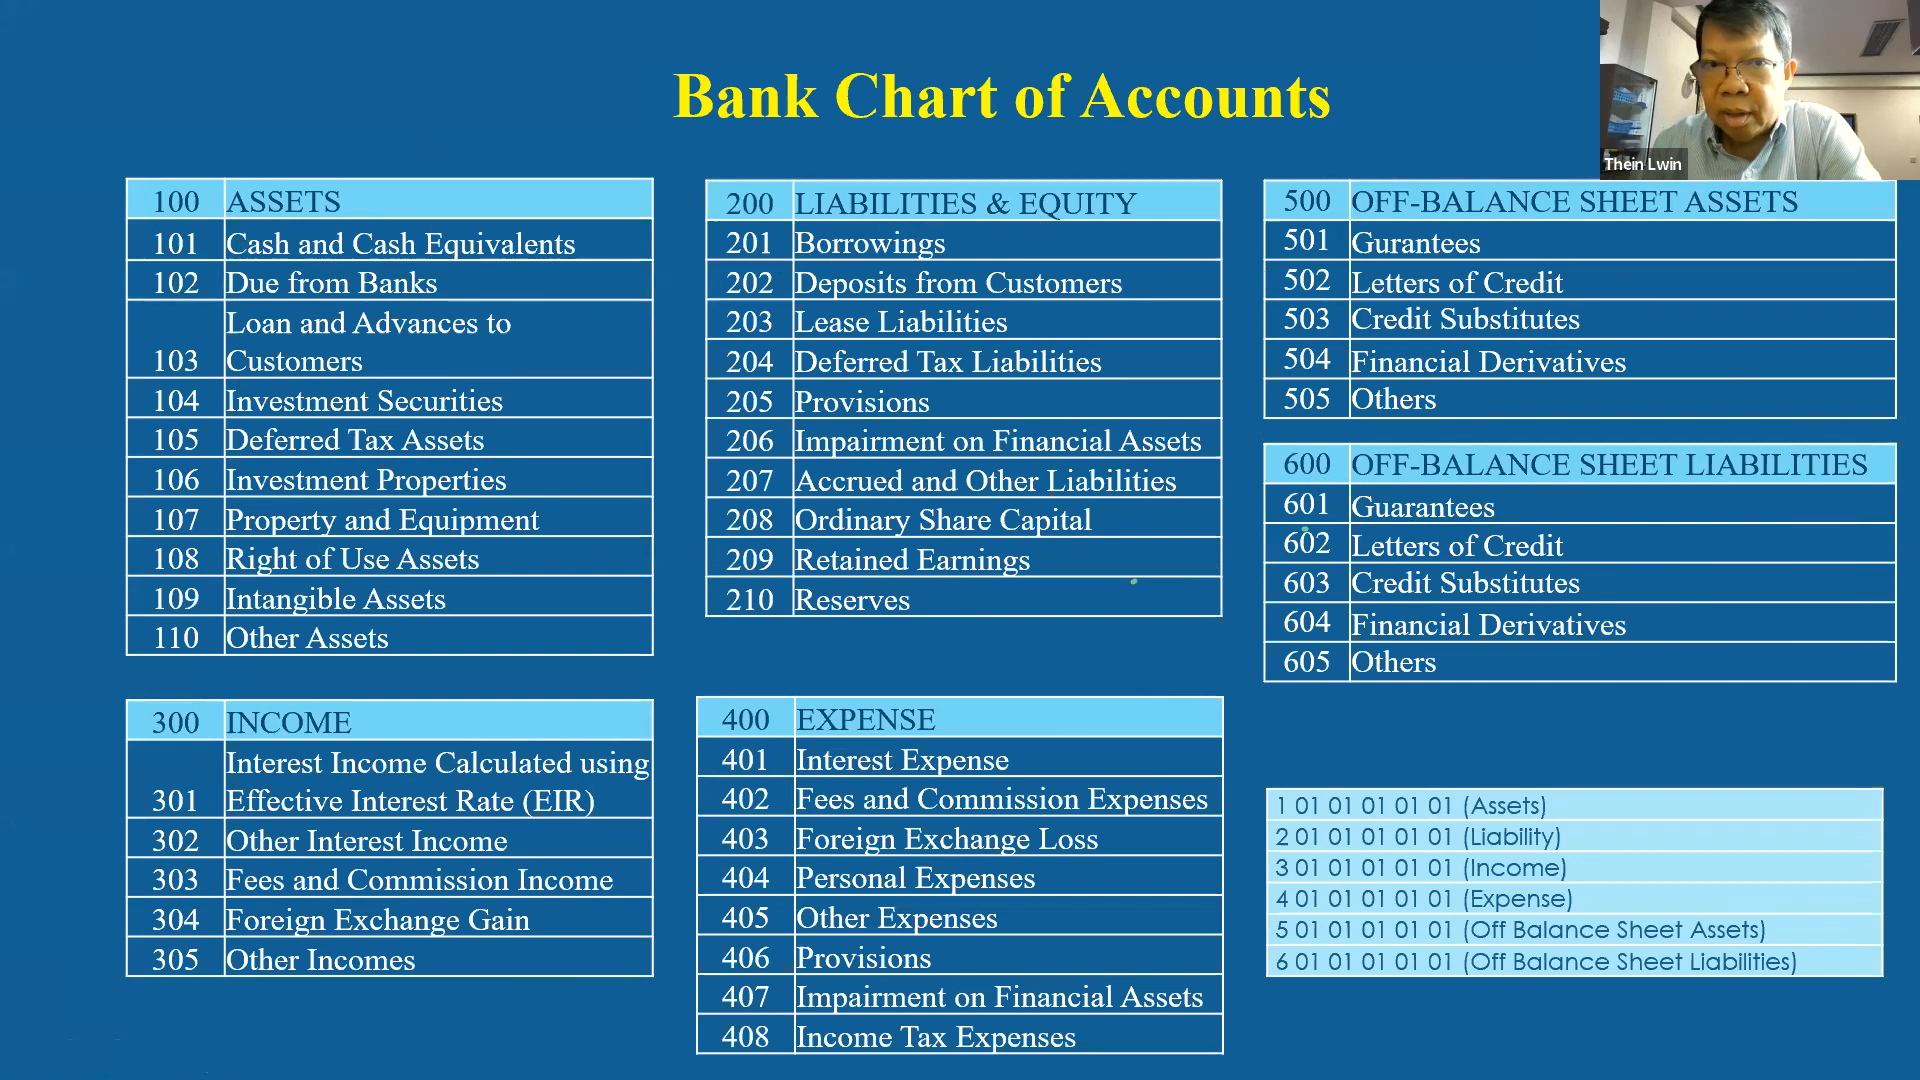 Bank Chart of Accounts
Thein Lwin
100 ASSETS
101 Cash and Cash Equivalents
102 Due from Banks
Loan and Advances to
103 Customers
104 Investment Securities
105 Deferred Tax Assets
106 Investment Properties
107 Property and Equipment
108 Right of Use Assets
109 Intangible Assets
110 Other Assets
200 LIABILITIES & EQUITY
201 Borrowings
202 Deposits from Customers
203 Lease Liabilities
204 Deferred Tax Liabilities
205 Provisions
206 Impairment on Financial Assets
207 Accrued and Other Liabilities
208 Ordinary Share Capital
209 Retained Earnings
210 Reserves
500 OFF-BALANCE SHEET ASSETS
501 Gurantees
502 Letters of Credit
503 Credit Substitutes
504 Financial Derivatives
505 Others
600 OFF-BALANCE SHEET LIABILITIES
601 Guarantees
602 Letters of Credit
603 Credit Substitutes
604 Financial Derivatives
605 Others
300 INCOME
Interest Income Calculated using
301 Effective Interest Rate (EIR)
302 Other Interest Income
303 Fees and Commission Income
304 Foreign Exchange Gain
305 Other Incomes
400 EXPENSE
401 Interest Expense
402 Fees and Commission Expenses
403 Foreign Exchange Loss
404 Personal Expenses
405 Other Expenses
406 Provisions
407 Impairment on Financial Assets
408 Income Tax Expenses
1 01 01 01 01 01 (Assets)
2 01 01 01 01 01 (Liability)
3 01 01 01 01 01 (Income)
4 01 01 01 01 01 (Expense)
5 01 01 01 01 01 (Off Balance Sheet Assets)
6 01 01 01 01 01 (Off Balance Sheet Liabilities)